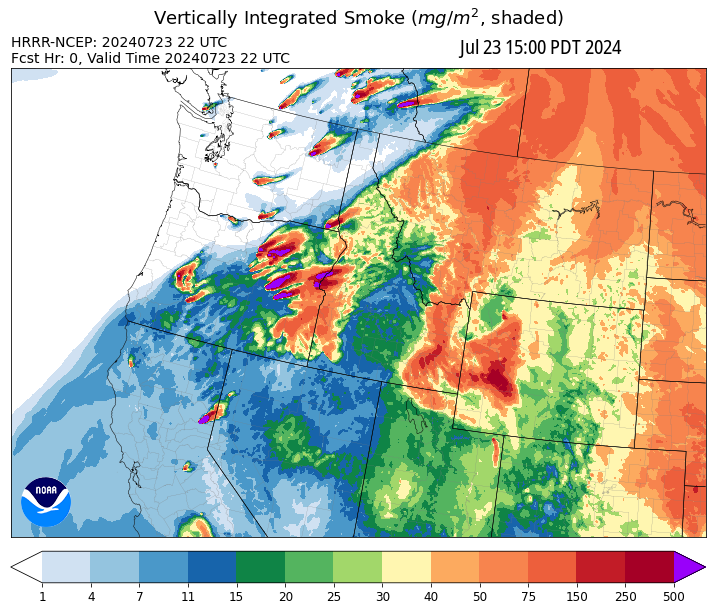 Vertically Integrated Smoke (mg/m², shaded)
HRRR-NCEP: 20240723 22 UTC
Jul 23 15:00 PDT 2024
Fcst Hr: 0, Valid Time 20240723 22 UTC
NOAA
1 4 7 11 15 20 25 30 40 50 75 150 250 500